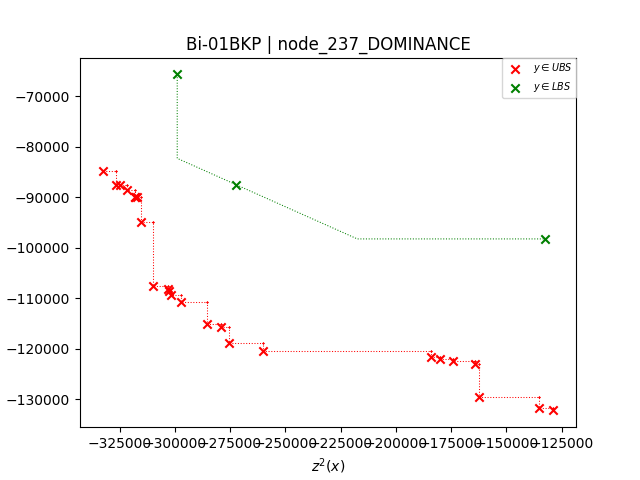 Bi-01BKP | node_237_DOMINANCE
y ∈ UBS
y ∈ LBS
−70000
−80000
−90000
−100000
−110000
−120000
−130000
−325000 −300000 −275000 −250000 −225000 −200000 −175000 −150000 −125000
z²(x)